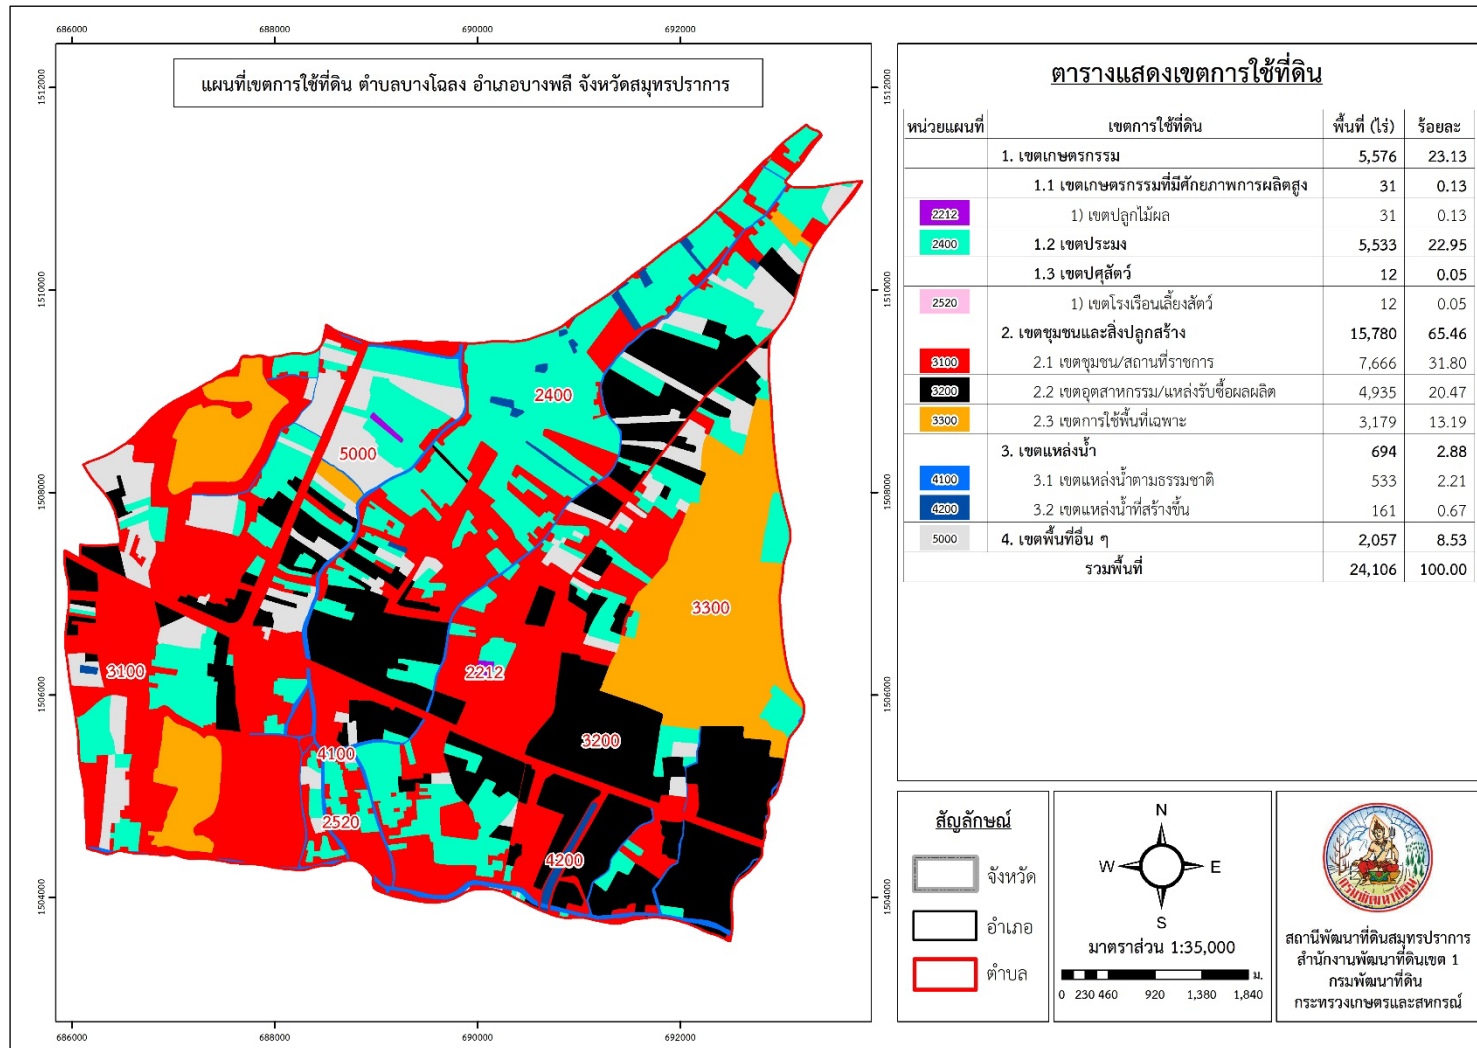 686000 688000 690000 692000
แผนที่เขตการใช้ที่ดิน ตำบลบางโฉลง อำเภอบางพลี จังหวัดสมุทรปราการ
1512000
1510000
1508000
1506000
1504000
1512000
1510000
1508000
1506000
1504000
2400
5000
3300
3100
2212
3200
4100
2520
4200
686000 688000 690000 692000
ตารางแสดงเขตการใช้ที่ดิน
หน่วยแผนที่ เขตการใช้ที่ดิน พื้นที่ (ไร่) ร้อยละ
1. เขตเกษตรกรรม 5,576 23.13
1.1 เขตเกษตรกรรมที่มีศักยภาพการผลิตสูง 31 0.13
2212 1) เขตปลูกไม้ผล 31 0.13
2400 1.2 เขตประมง 5,533 22.95
1.3 เขตปศุสัตว์ 12 0.05
2520 1) เขตโรงเรือนเลี้ยงสัตว์ 12 0.05
2. เขตชุมชนและสิ่งปลูกสร้าง 15,780 65.46
3100 2.1 เขตชุมชน/สถานที่ราชการ 7,666 31.80
3200 2.2 เขตอุตสาหกรรม/แหล่งรับซื้อผลผลิต 4,935 20.47
3300 2.3 เขตการใช้พื้นที่เฉพาะ 3,179 13.19
3. เขตแหล่งน้ำ 694 2.88
4100 3.1 เขตแหล่งน้ำตามธรรมชาติ 533 2.21
4200 3.2 เขตแหล่งน้ำที่สร้างขึ้น 161 0.67
5000 4. เขตพื้นที่อื่น ๆ 2,057 8.53
รวมพื้นที่ 24,106 100.00
สัญลักษณ์
จังหวัด
อำเภอ
ตำบล
N
W E
S
มาตราส่วน 1:35,000
ม.
0 230 460 920 1,380 1,840
กรมพัฒนาที่ดิน
สถานีพัฒนาที่ดินสมุทรปราการ
สำนักงานพัฒนาที่ดินเขต 1
กรมพัฒนาที่ดิน
กระทรวงเกษตรและสหกรณ์